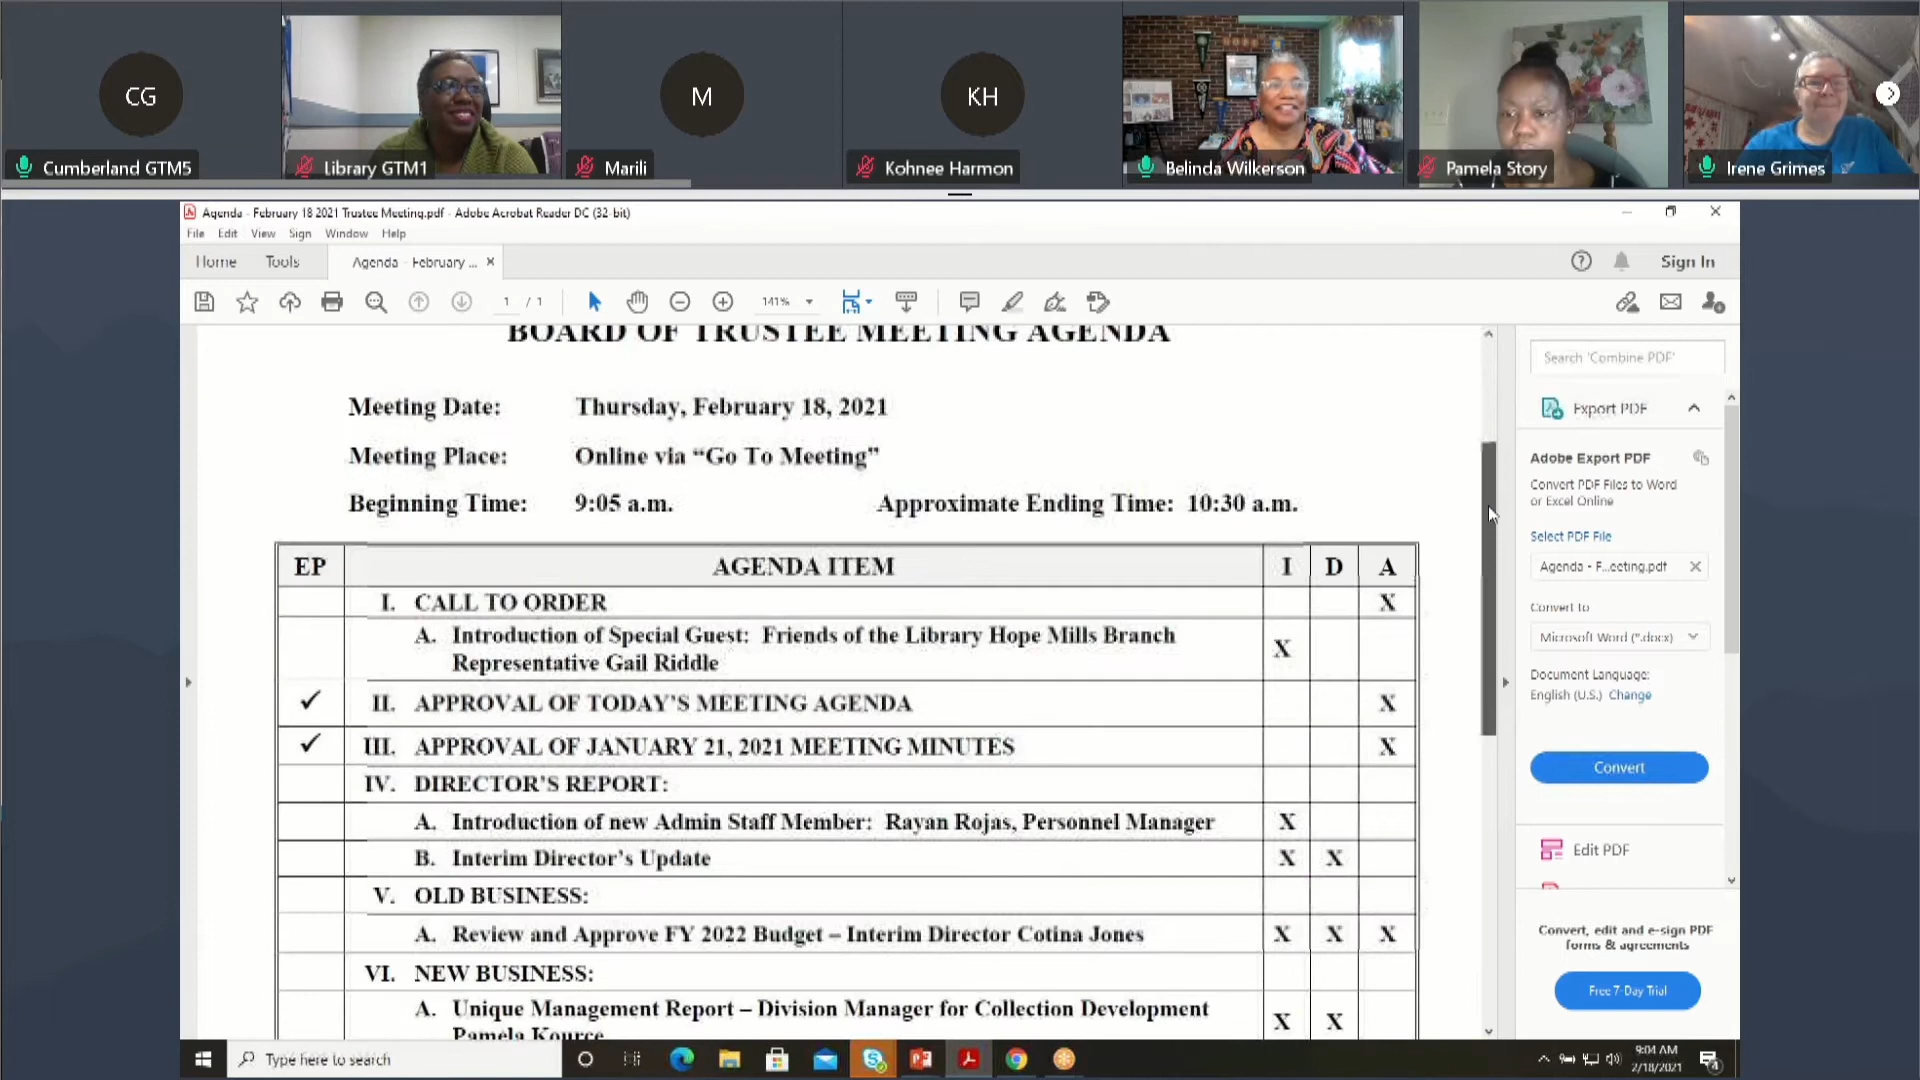 CG
M
KH
Cumberland GTM5
Library GTM1
Marili
Kohnee Harmon
Belinda Wilkerson
Pamela Story
Irene Grimes
Agenda - February 18 2021 Trustee Meeting.pdf - Adobe Acrobat Reader DC (32-bit)
File Edit View Sign Window Help
Home Tools Agenda - February ... Sign In
1 / 1 141%
BOARD OF TRUSTEE MEETING AGENDA
Meeting Date: Thursday, February 18, 2021
Meeting Place: Online via “Go To Meeting”
Beginning Time: 9:05 a.m. Approximate Ending Time: 10:30 a.m.
EP AGENDA ITEM I D A
I. CALL TO ORDER X
A. Introduction of Special Guest: Friends of the Library Hope Mills Branch
Representative Gail Riddle X
✓ II. APPROVAL OF TODAY’S MEETING AGENDA X
✓ III. APPROVAL OF JANUARY 21, 2021 MEETING MINUTES X
IV. DIRECTOR’S REPORT:
A. Introduction of new Admin Staff Member: Rayan Rojas, Personnel Manager X
B. Interim Director’s Update X X
V. OLD BUSINESS:
A. Review and Approve FY 2022 Budget – Interim Director Cotina Jones X X X
VI. NEW BUSINESS:
A. Unique Management Report – Division Manager for Collection Development
Pamela Kource X X
Search 'Combine PDF'
Export PDF
Adobe Export PDF
Convert PDF Files to Word
or Excel Online
Select PDF File
Agenda - F...eeting.pdf
Convert to
Microsoft Word (*.docx)
Document Language:
English (U.S.) Change
Convert
Edit PDF
Convert, edit and e-sign PDF
forms & agreements
Free 7-Day Trial
Type here to search
9:04 AM
2/18/2021
4